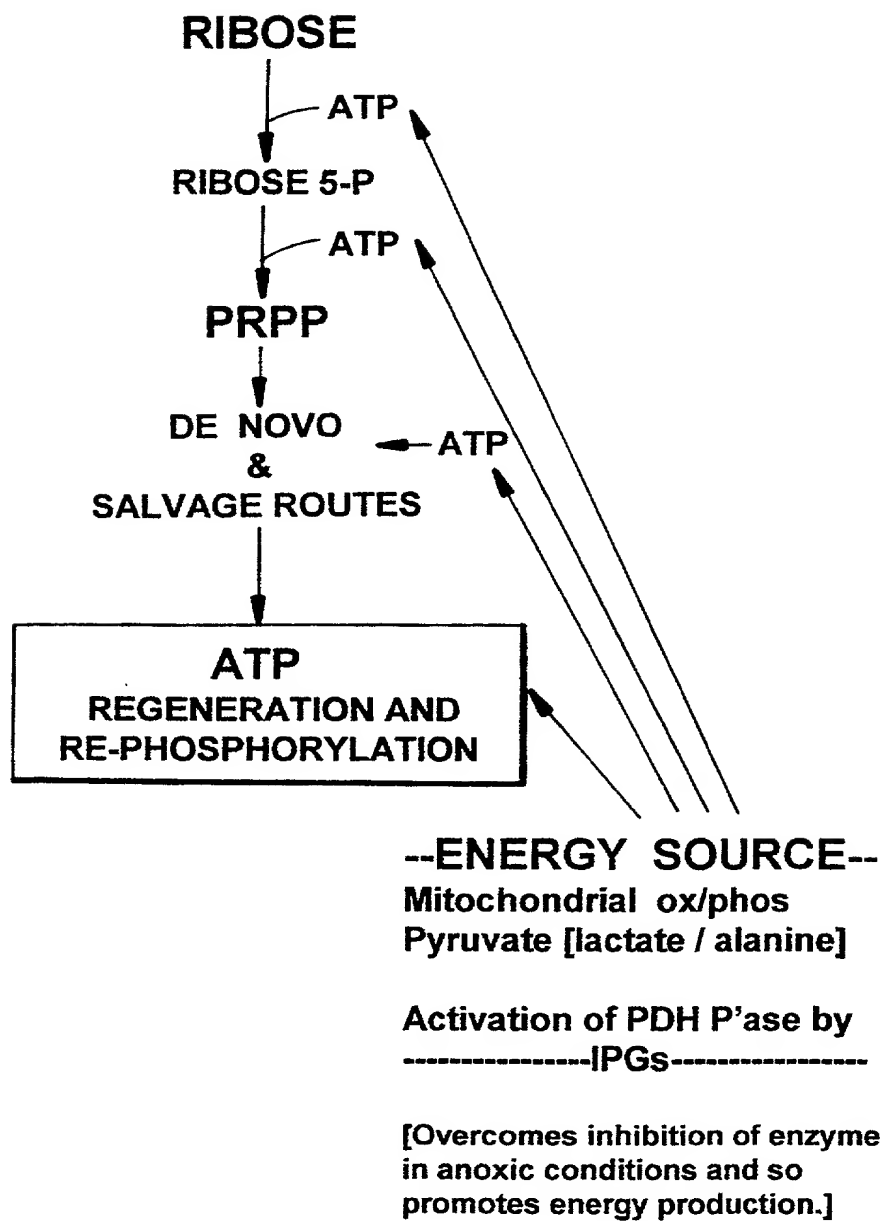 RIBOSE
ATP
RIBOSE 5-P
ATP
PRPP
DE NOVO
&
SALVAGE ROUTES
ATP
ATP
REGENERATION AND
RE-PHOSPHORYLATION
--ENERGY SOURCE--
Mitochondrial ox/phos
Pyruvate [lactate / alanine]
Activation of PDH P'ase by
----------------IPGs-----------------
[Overcomes inhibition of enzyme
in anoxic conditions and so
promotes energy production.]